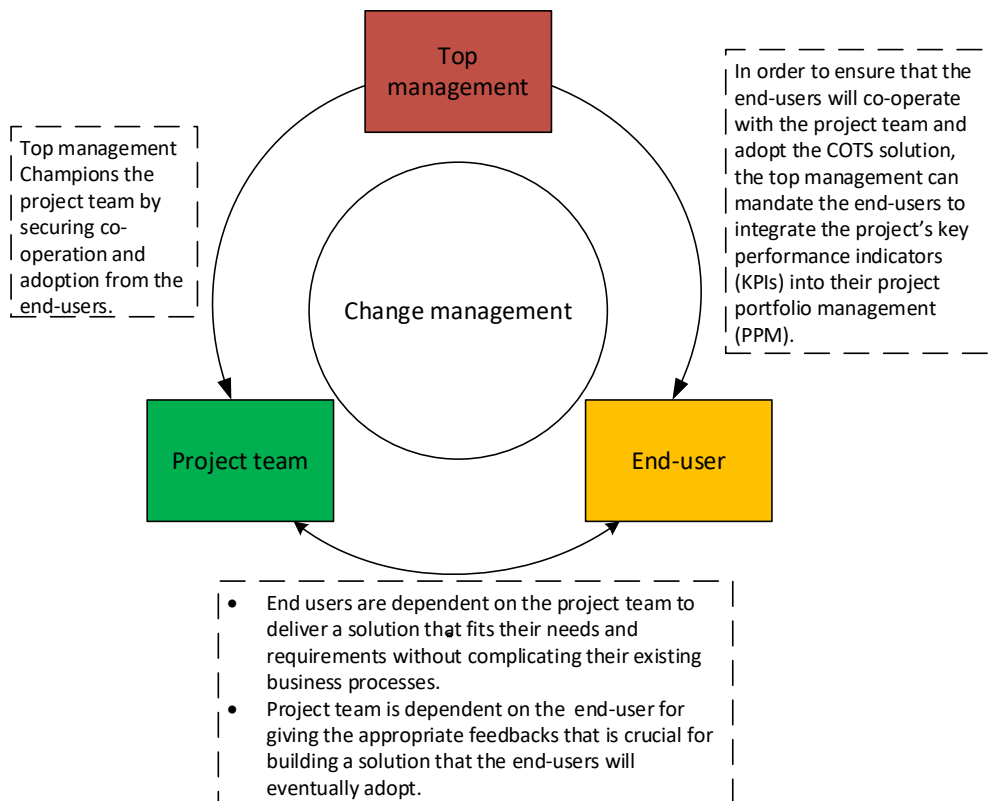 Top
management
In order to ensure that the
end-users will co-operate
with the project team and
adopt the COTS solution,
the top management can
mandate the end-users to
integrate the project’s key
performance indicators
(KPIs) into their project
portfolio management
(PPM).
Top management
Champions the
project team by
securing co-
operation and
adoption from the
end-users.
Change management
Project team
End-user
• End users are dependent on the project team to
deliver a solution that fits their needs and
requirements without complicating their existing
business processes.
• Project team is dependent on the end-user for
giving the appropriate feedbacks that is crucial for
building a solution that the end-users will
eventually adopt.